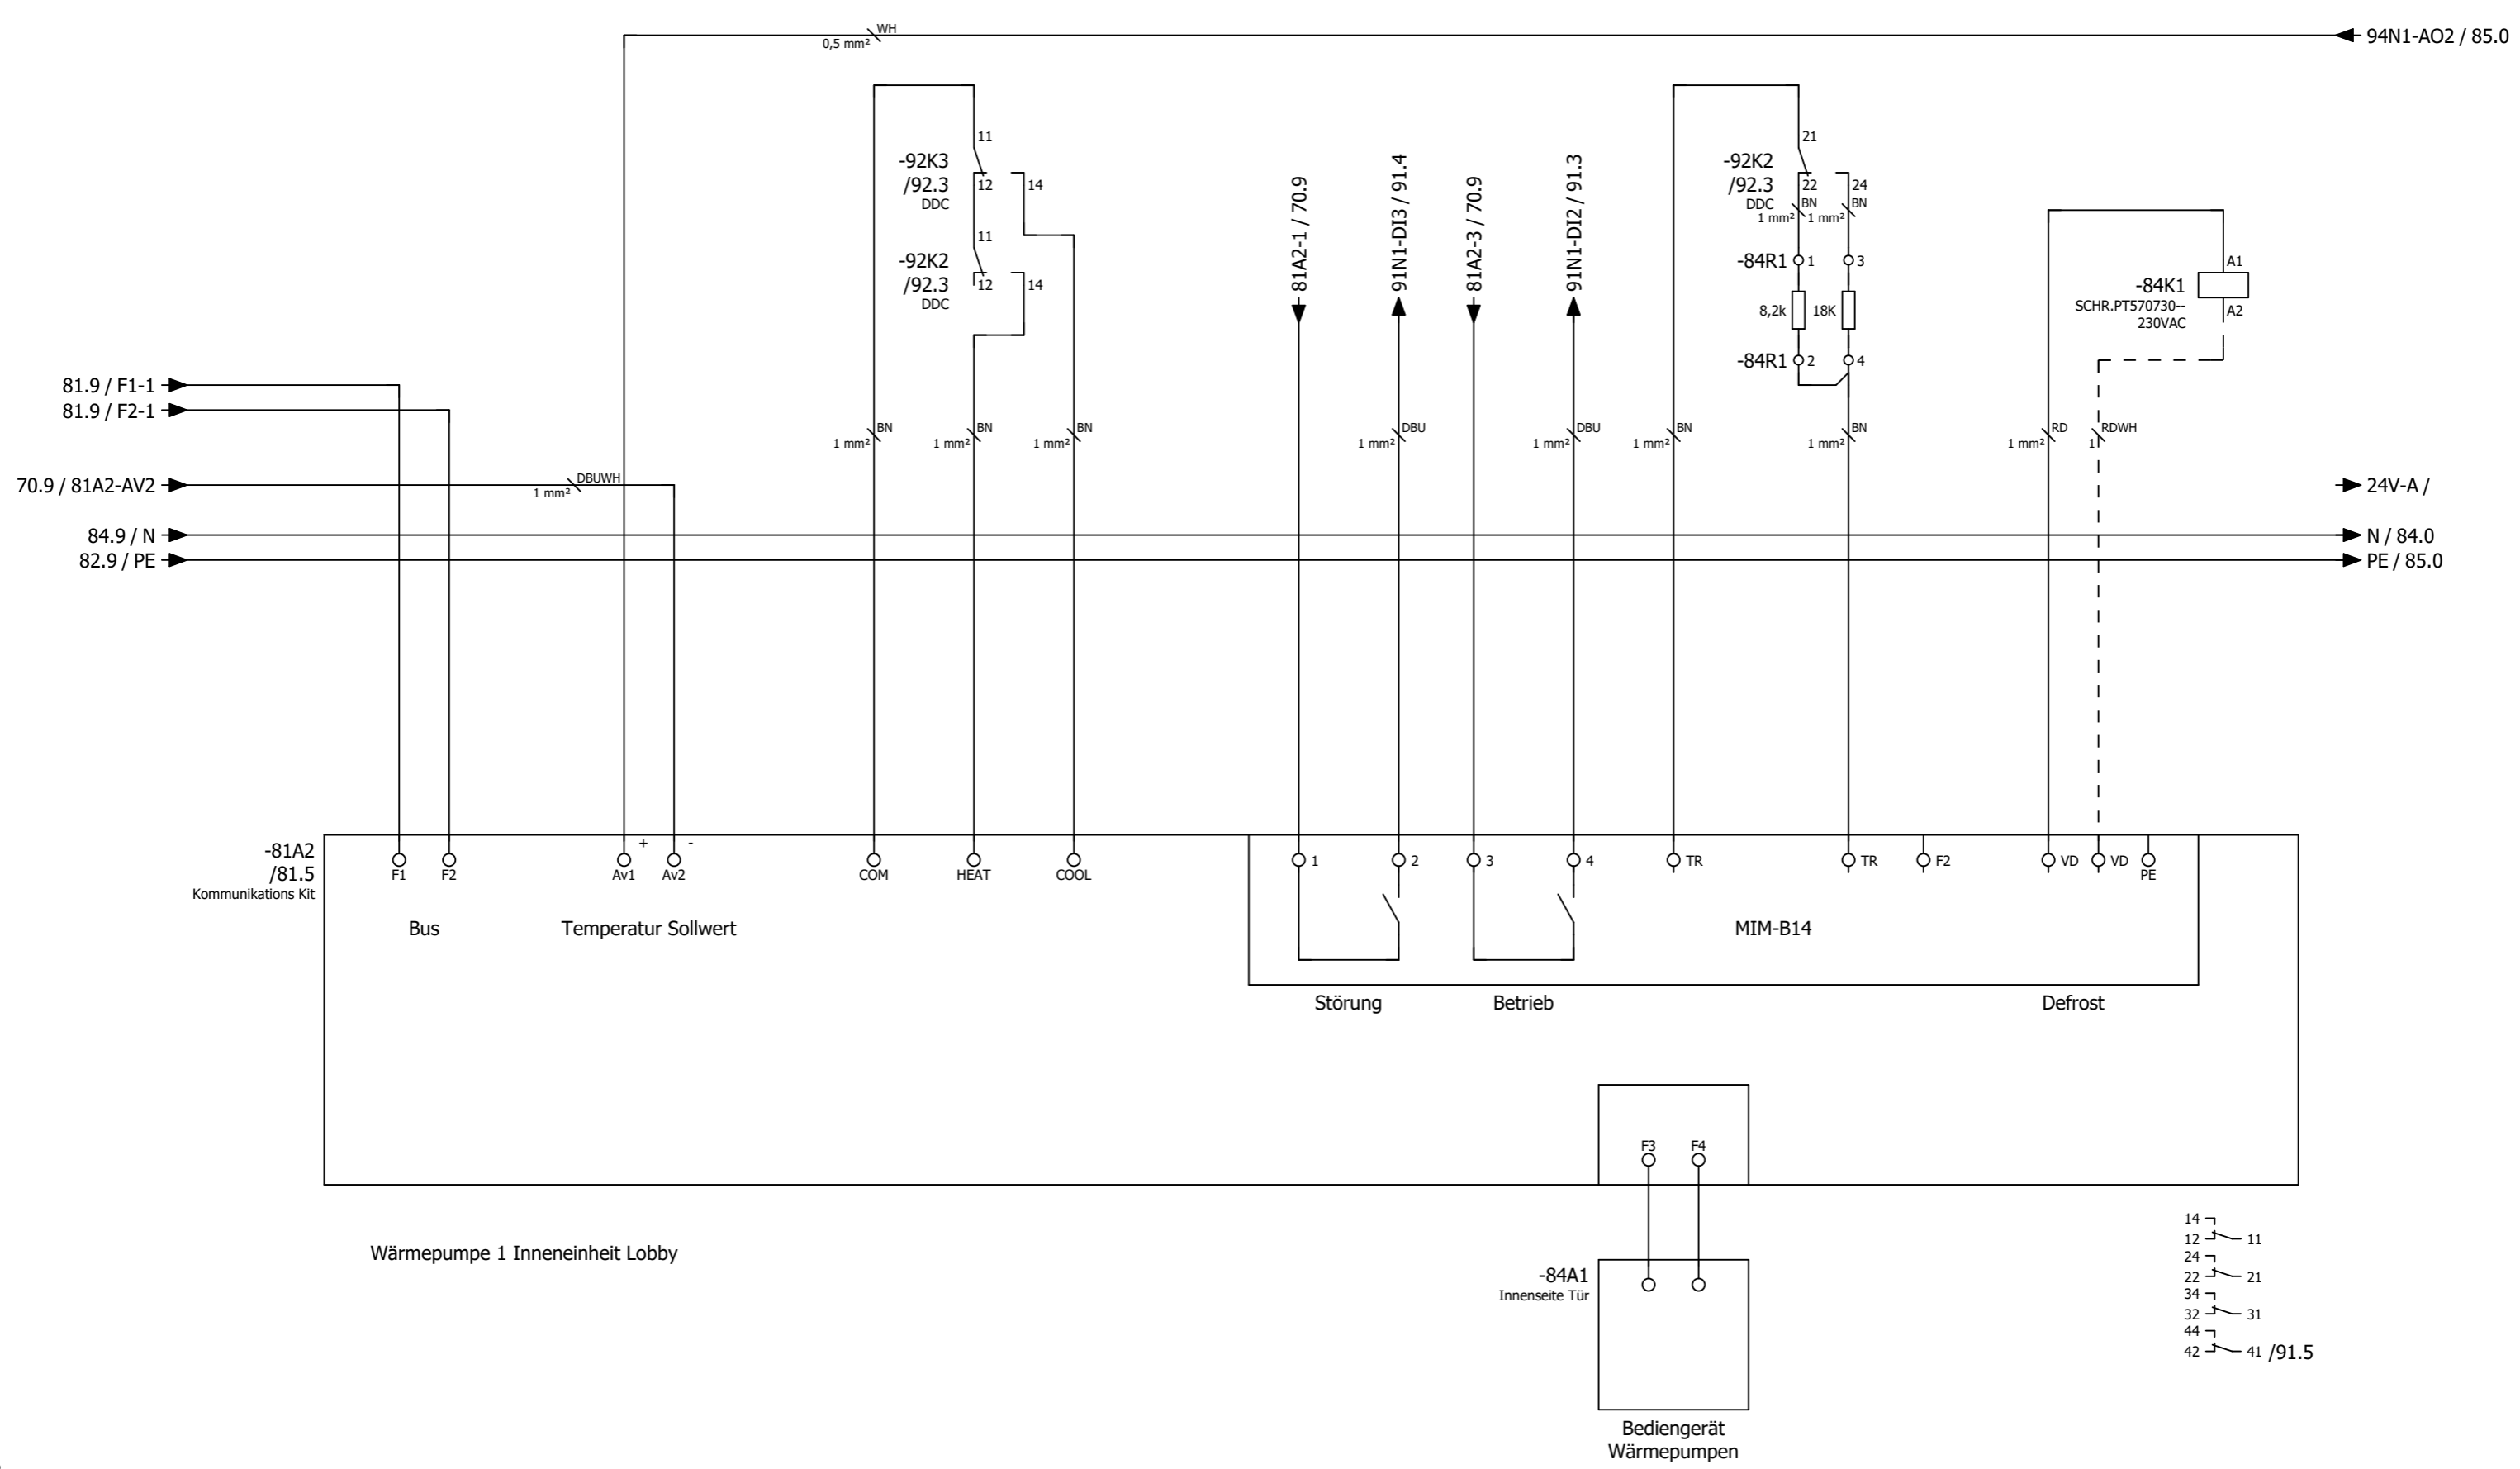 WH
0,5 mm²
94N1-AO2 / 85.0
11
-92K3
/92.3
DDC
12
14
11
-92K2
/92.3
DDC
12
14
81A2-1 / 70.9
91N1-DI3 / 91.4
81A2-3 / 70.9
91N1-DI2 / 91.3
21
-92K2
/92.3
DDC
22
24
BN
1 mm²
BN
1 mm²
-84R1
1
3
8,2k
18K
-84R1
2
4
A1
-84K1
SCHR.PT570730--
230VAC
A2
81.9 / F1-1
81.9 / F2-1
BN
1 mm²
BN
1 mm²
BN
1 mm²
DBU
1 mm²
DBU
1 mm²
BN
1 mm²
BN
1 mm²
RD
1 mm²
RDWH
1
70.9 / 81A2-AV2
DBUWH
1 mm²
24V-A /
84.9 / N
N / 84.0
82.9 / PE
PE / 85.0
-81A2
/81.5
Kommunikations Kit
+
-
F1
F2
Av1
Av2
COM
HEAT
COOL
1
2
3
4
TR
TR
F2
VD
VD
PE
Bus
Temperatur Sollwert
MIM-B14
Störung
Betrieb
Defrost
F3
F4
Wärmepumpe 1 Inneneinheit Lobby
-84A1
Innenseite Tür
14
12
11
24
22
21
34
32
31
44
42
41 /91.5
Bediengerät
Wärmepumpen